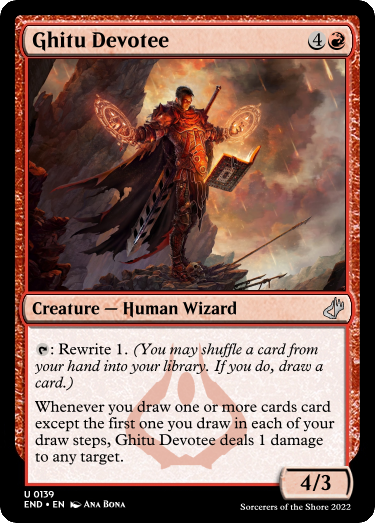 Ghitu Devotee 4
Creature — Human Wizard
: Rewrite 1. (You may shuffle a card from
your hand into your library. If you do, draw a
card.)
Whenever you draw one or more cards card
except the first one you draw in each of your
draw steps, Ghitu Devotee deals 1 damage
to any target.
4/3
U 0139
END • EN Ana Bona
Sorcerers of the Shore 2022